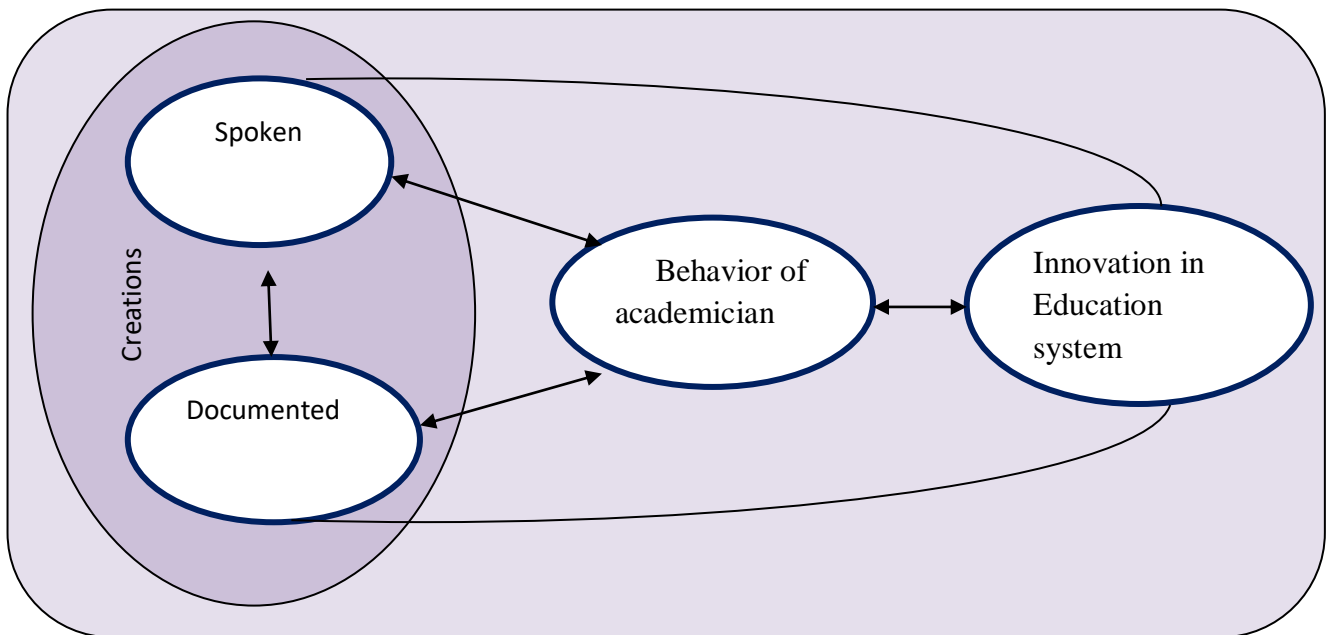 Spoken
Creations
Documented
Behavior of
academician
Innovation in
Education
system